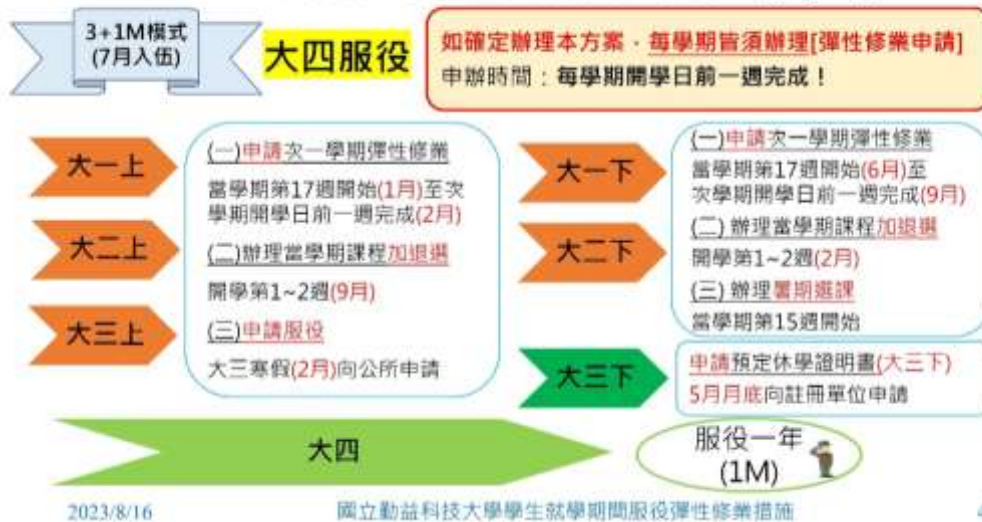 3+1M模式
(7月入伍)
大四服役
如確定辦理本方案，每學期皆須辦理[彈性修業申請]
申辦時間：每學期開學日前一週完成！
大一上
大二上
大三上
(一)申請次一學期彈性修業
當學期第17週開始(1月)至次
學期開學日前一週完成(2月)
(二)辦理當學期課程加退選
開學第1~2週(9月)
(三)申請服役
大三寒假(2月)向公所申請
大一下
大二下
(一)申請次一學期彈性修業
當學期第17週開始(6月)至
次學期開學日前一週完成(9月)
(二) 辦理當學期課程加退選
開學第1~2週(2月)
(三) 辦理暑期選課
當學期第15週開始
大三下
申請預定休學證明書(大三下)
5月月底向註冊單位申請
大四
服役一年
(1M)
2023/8/16
國立勤益科技大學學生就學期間服役彈性修業措施